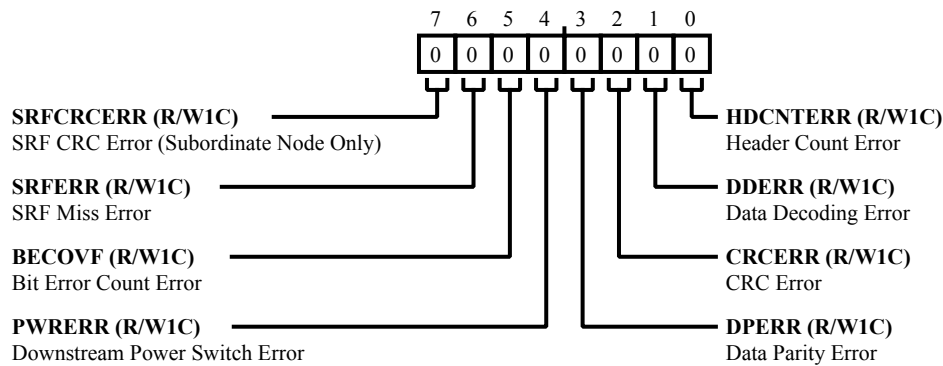 7 6 5 4 3 2 1 0
0 0 0 0 0 0 0 0
SRFCRCERR (R/W1C)
SRF CRC Error (Subordinate Node Only)
SRFERR (R/W1C)
SRF Miss Error
BECOVF (R/W1C)
Bit Error Count Error
PWRERR (R/W1C)
Downstream Power Switch Error
HDCNTERR (R/W1C)
Header Count Error
DDERR (R/W1C)
Data Decoding Error
CRCERR (R/W1C)
CRC Error
DPERR (R/W1C)
Data Parity Error